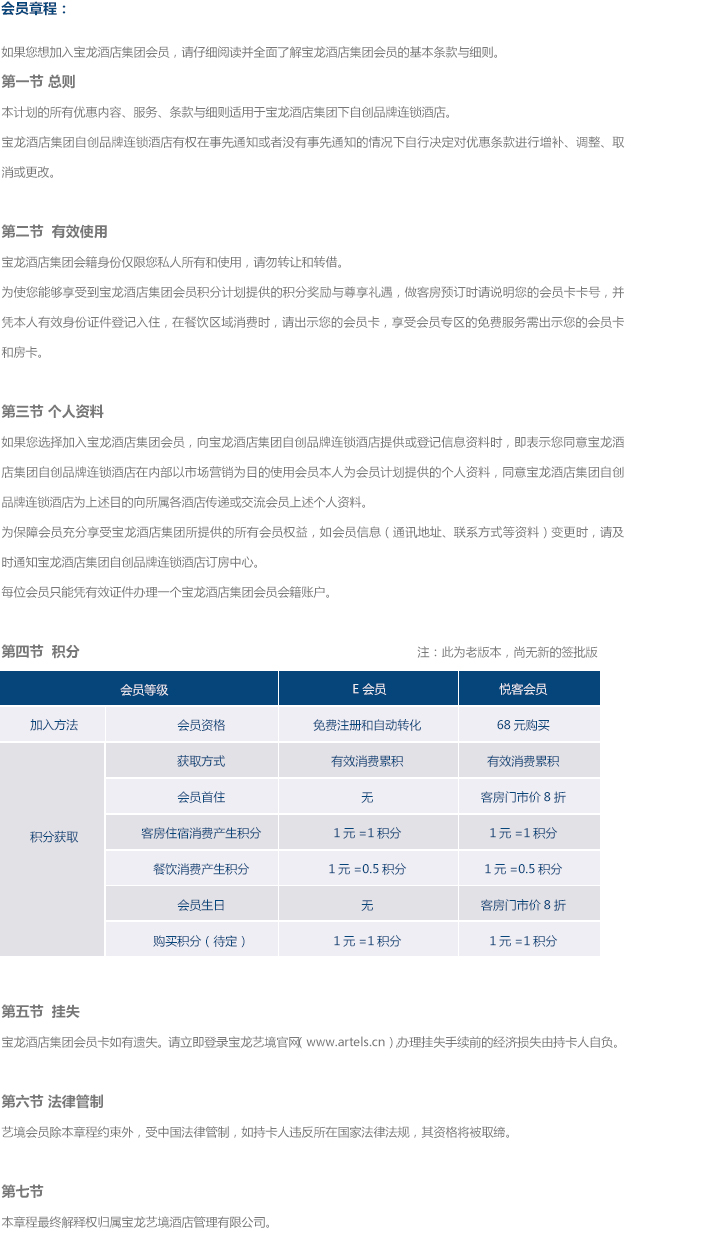 会员章程：
如果您想加入宝龙酒店集团会员，请仔细阅读并全面了解宝龙酒店集团会员的基本条款与细则。
第一节 总则
本计划的所有优惠内容、服务、条款与细则适用于宝龙酒店集团下自创品牌连锁酒店。
宝龙酒店集团自创品牌连锁酒店有权在事先通知或者没有事先通知的情况下自行决定对优惠条款进行增补、调整、取
消或更改。
第二节 有效使用
宝龙酒店集团会籍身份仅限您私人所有和使用，请勿转让和转借。
为使您能够享受到宝龙酒店集团会员积分计划提供的积分奖励与尊享礼遇，做客房预订时请说明您的会员卡卡号，并
凭本人有效身份证件登记入住，在餐饮区域消费时，请出示您的会员卡，享受会员专区的免费服务需出示您的会员卡
和房卡。
第三节 个人资料
如果您选择加入宝龙酒店集团会员，向宝龙酒店集团自创品牌连锁酒店提供或登记信息资料时，即表示您同意宝龙酒
店集团自创品牌连锁酒店在内部以市场营销为目的使用会员本人为会员计划提供的个人资料，同意宝龙酒店集团自创
品牌连锁酒店为上述目的向所属各酒店传递或交流会员上述个人资料。
为保障会员充分享受宝龙酒店集团所提供的所有会员权益，如会员信息（通讯地址、联系方式等资料）变更时，请及
时通知宝龙酒店集团自创品牌连锁酒店订房中心。
每位会员只能凭有效证件办理一个宝龙酒店集团会员会籍账户。
第四节 积分 注：此为老版本，尚无新的签批版
会员等级 E 会员 悦客会员
加入方法 会员资格 免费注册和自动转化 68 元购买
获取方式 有效消费累积 有效消费累积
会员首住 无 客房门市价 8 折
积分获取 客房住宿消费产生积分 1 元 =1 积分 1 元 =1 积分
餐饮消费产生积分 1 元 =0.5 积分 1 元 =0.5 积分
会员生日 无 客房门市价 8 折
购买积分（待定） 1 元 =1 积分 1 元 =1 积分
第五节 挂失
宝龙酒店集团会员卡如有遗失。请立即登录宝龙艺境官网（www.artels.cn），办理挂失手续前的经济损失由持卡人自负。
第六节 法律管制
艺境会员除本章程约束外，受中国法律管制，如持卡人违反所在国家法律法规，其资格将被取缔。
第七节
本章程最终解释权归属宝龙艺境酒店管理有限公司。